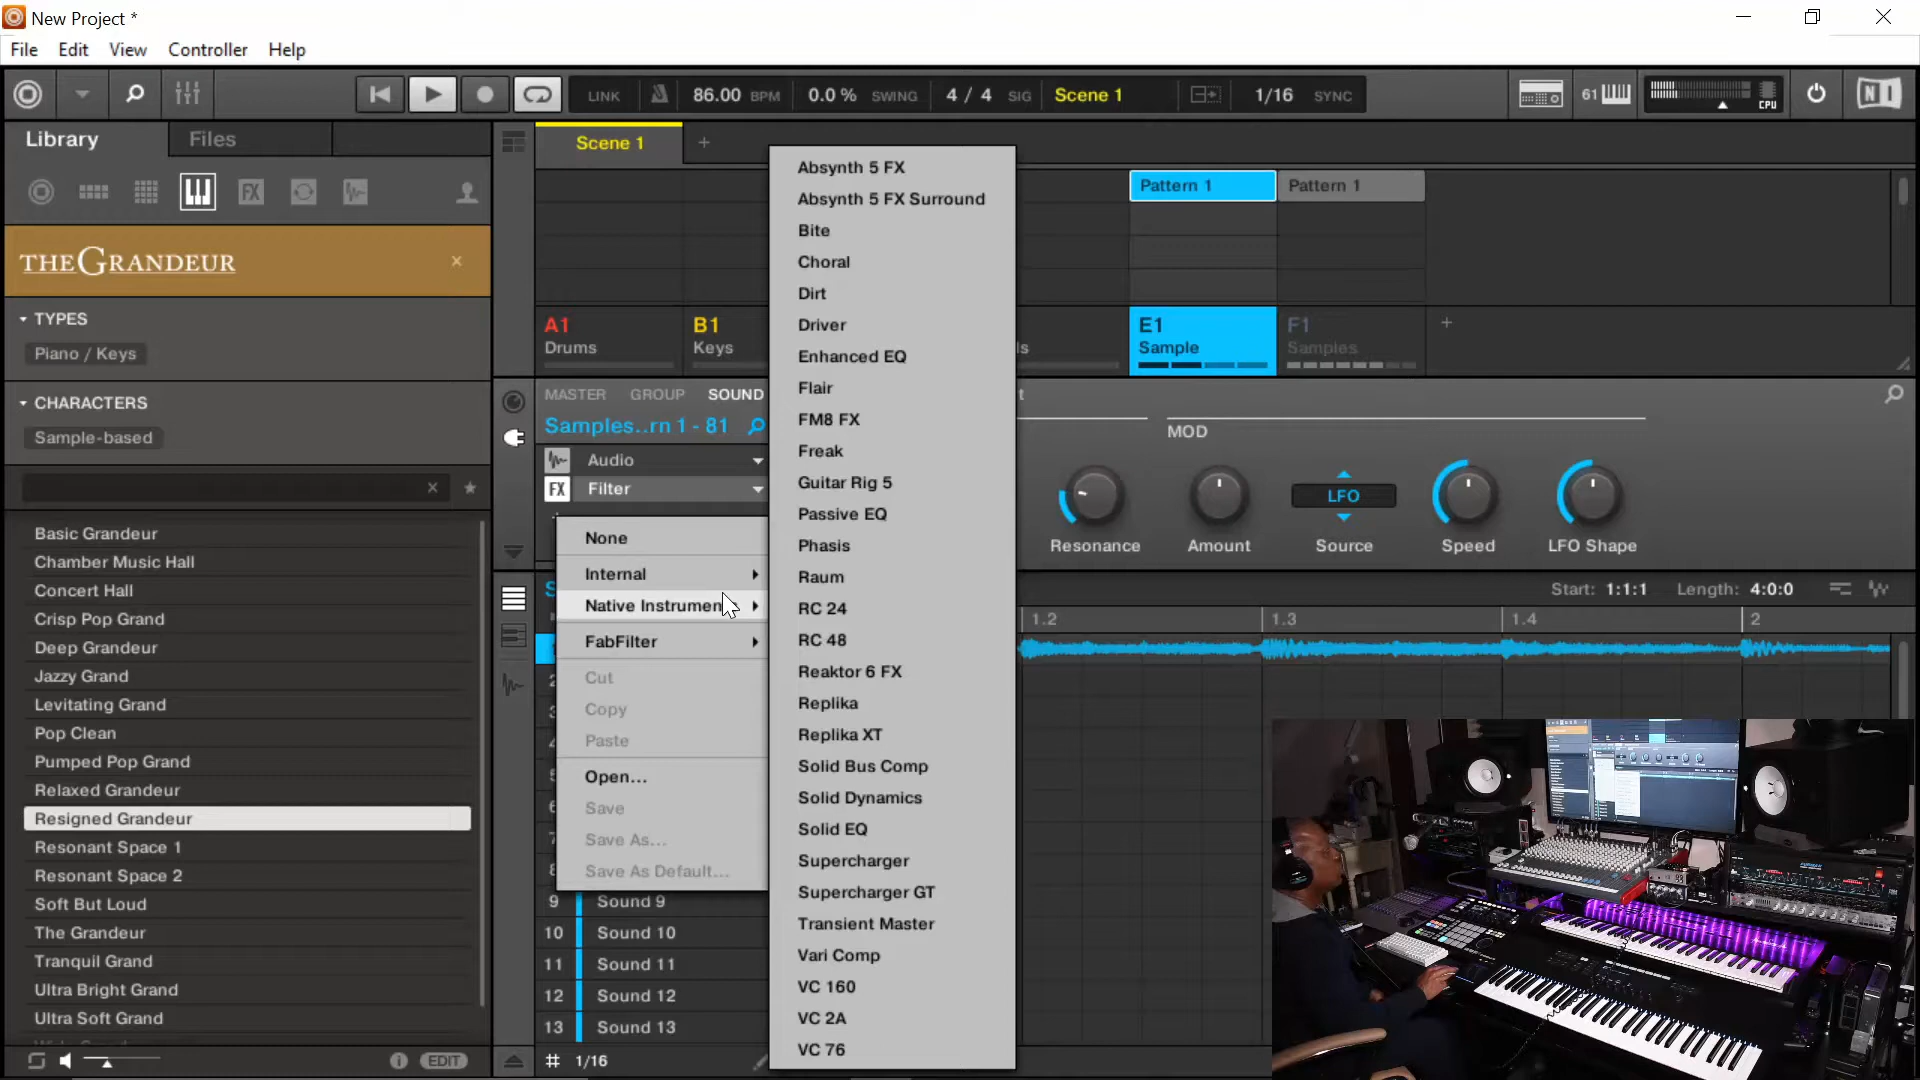 New Project *
File Edit View Controller Help
LINK 86.00 BPM 0.0 % SWING 4 / 4 SIG Scene 1 1/16 SYNC 61 CPU
Library Files
Scene 1 +
FX
THEGRANDEUR ×
TYPES
Piano / Keys
CHARACTERS
Sample-based
Basic Grandeur
Chamber Music Hall
Concert Hall
Crisp Pop Grand
Deep Grandeur
Jazzy Grand
Levitating Grand
Pop Clean
Pumped Pop Grand
Relaxed Grandeur
Resigned Grandeur
Resonant Space 1
Resonant Space 2
Soft But Loud
The Grandeur
Tranquil Grand
Ultra Bright Grand
Ultra Soft Grand
EDIT
Pattern 1 Pattern 1
A1
Drums
B1
Keys
ls
E1
Sample
F1
Samples
+
MASTER GROUP SOUND
Samples..rn 1 - 81
Audio
FX Filter
None
Internal
Native Instrumen
FabFilter
Cut
Copy
Paste
Open...
Save
Save As...
Save As Default...
Absynth 5 FX
Absynth 5 FX Surround
Bite
Choral
Dirt
Driver
Enhanced EQ
Flair
FM8 FX
Freak
Guitar Rig 5
Passive EQ
Phasis
Raum
RC 24
RC 48
Reaktor 6 FX
Replika
Replika XT
Solid Bus Comp
Solid Dynamics
Solid EQ
Supercharger
Supercharger GT
Transient Master
Vari Comp
VC 160
VC 2A
VC 76
t
MOD
LFO
Resonance Amount Source Speed LFO Shape
Start: 1:1:1 Length: 4:0:0
1.2 1.3 1.4 2
9 Sound 9
10 Sound 10
11 Sound 11
12 Sound 12
13 Sound 13
1/16